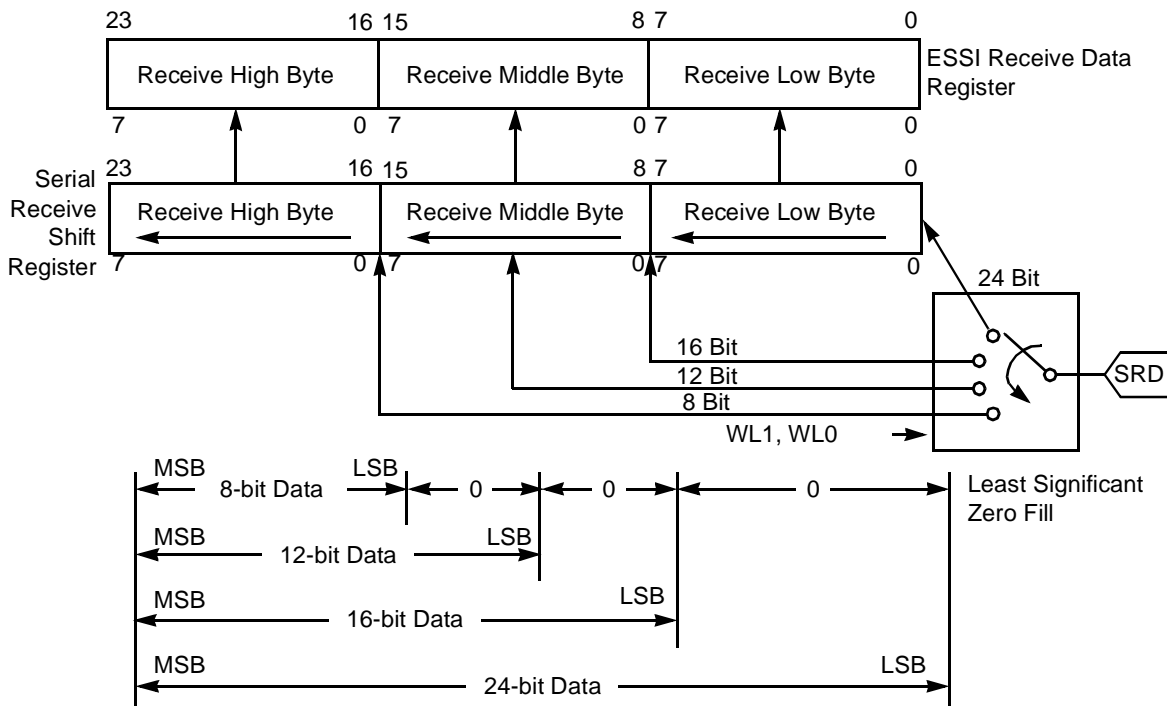 23 16 15 8 7 0
Receive High Byte Receive Middle Byte Receive Low Byte
ESSI Receive Data
Register
7 0 7 0 7 0
23 16 15 8 7 0
Serial
Receive
Shift
Register
Receive High Byte Receive Middle Byte Receive Low Byte
7 0 7 0 7 0
24 Bit
16 Bit
12 Bit
8 Bit
SRD
WL1, WL0
MSB LSB
8-bit Data 0 0 0
Least Significant
Zero Fill
MSB LSB
12-bit Data
MSB LSB
16-bit Data
MSB LSB
24-bit Data